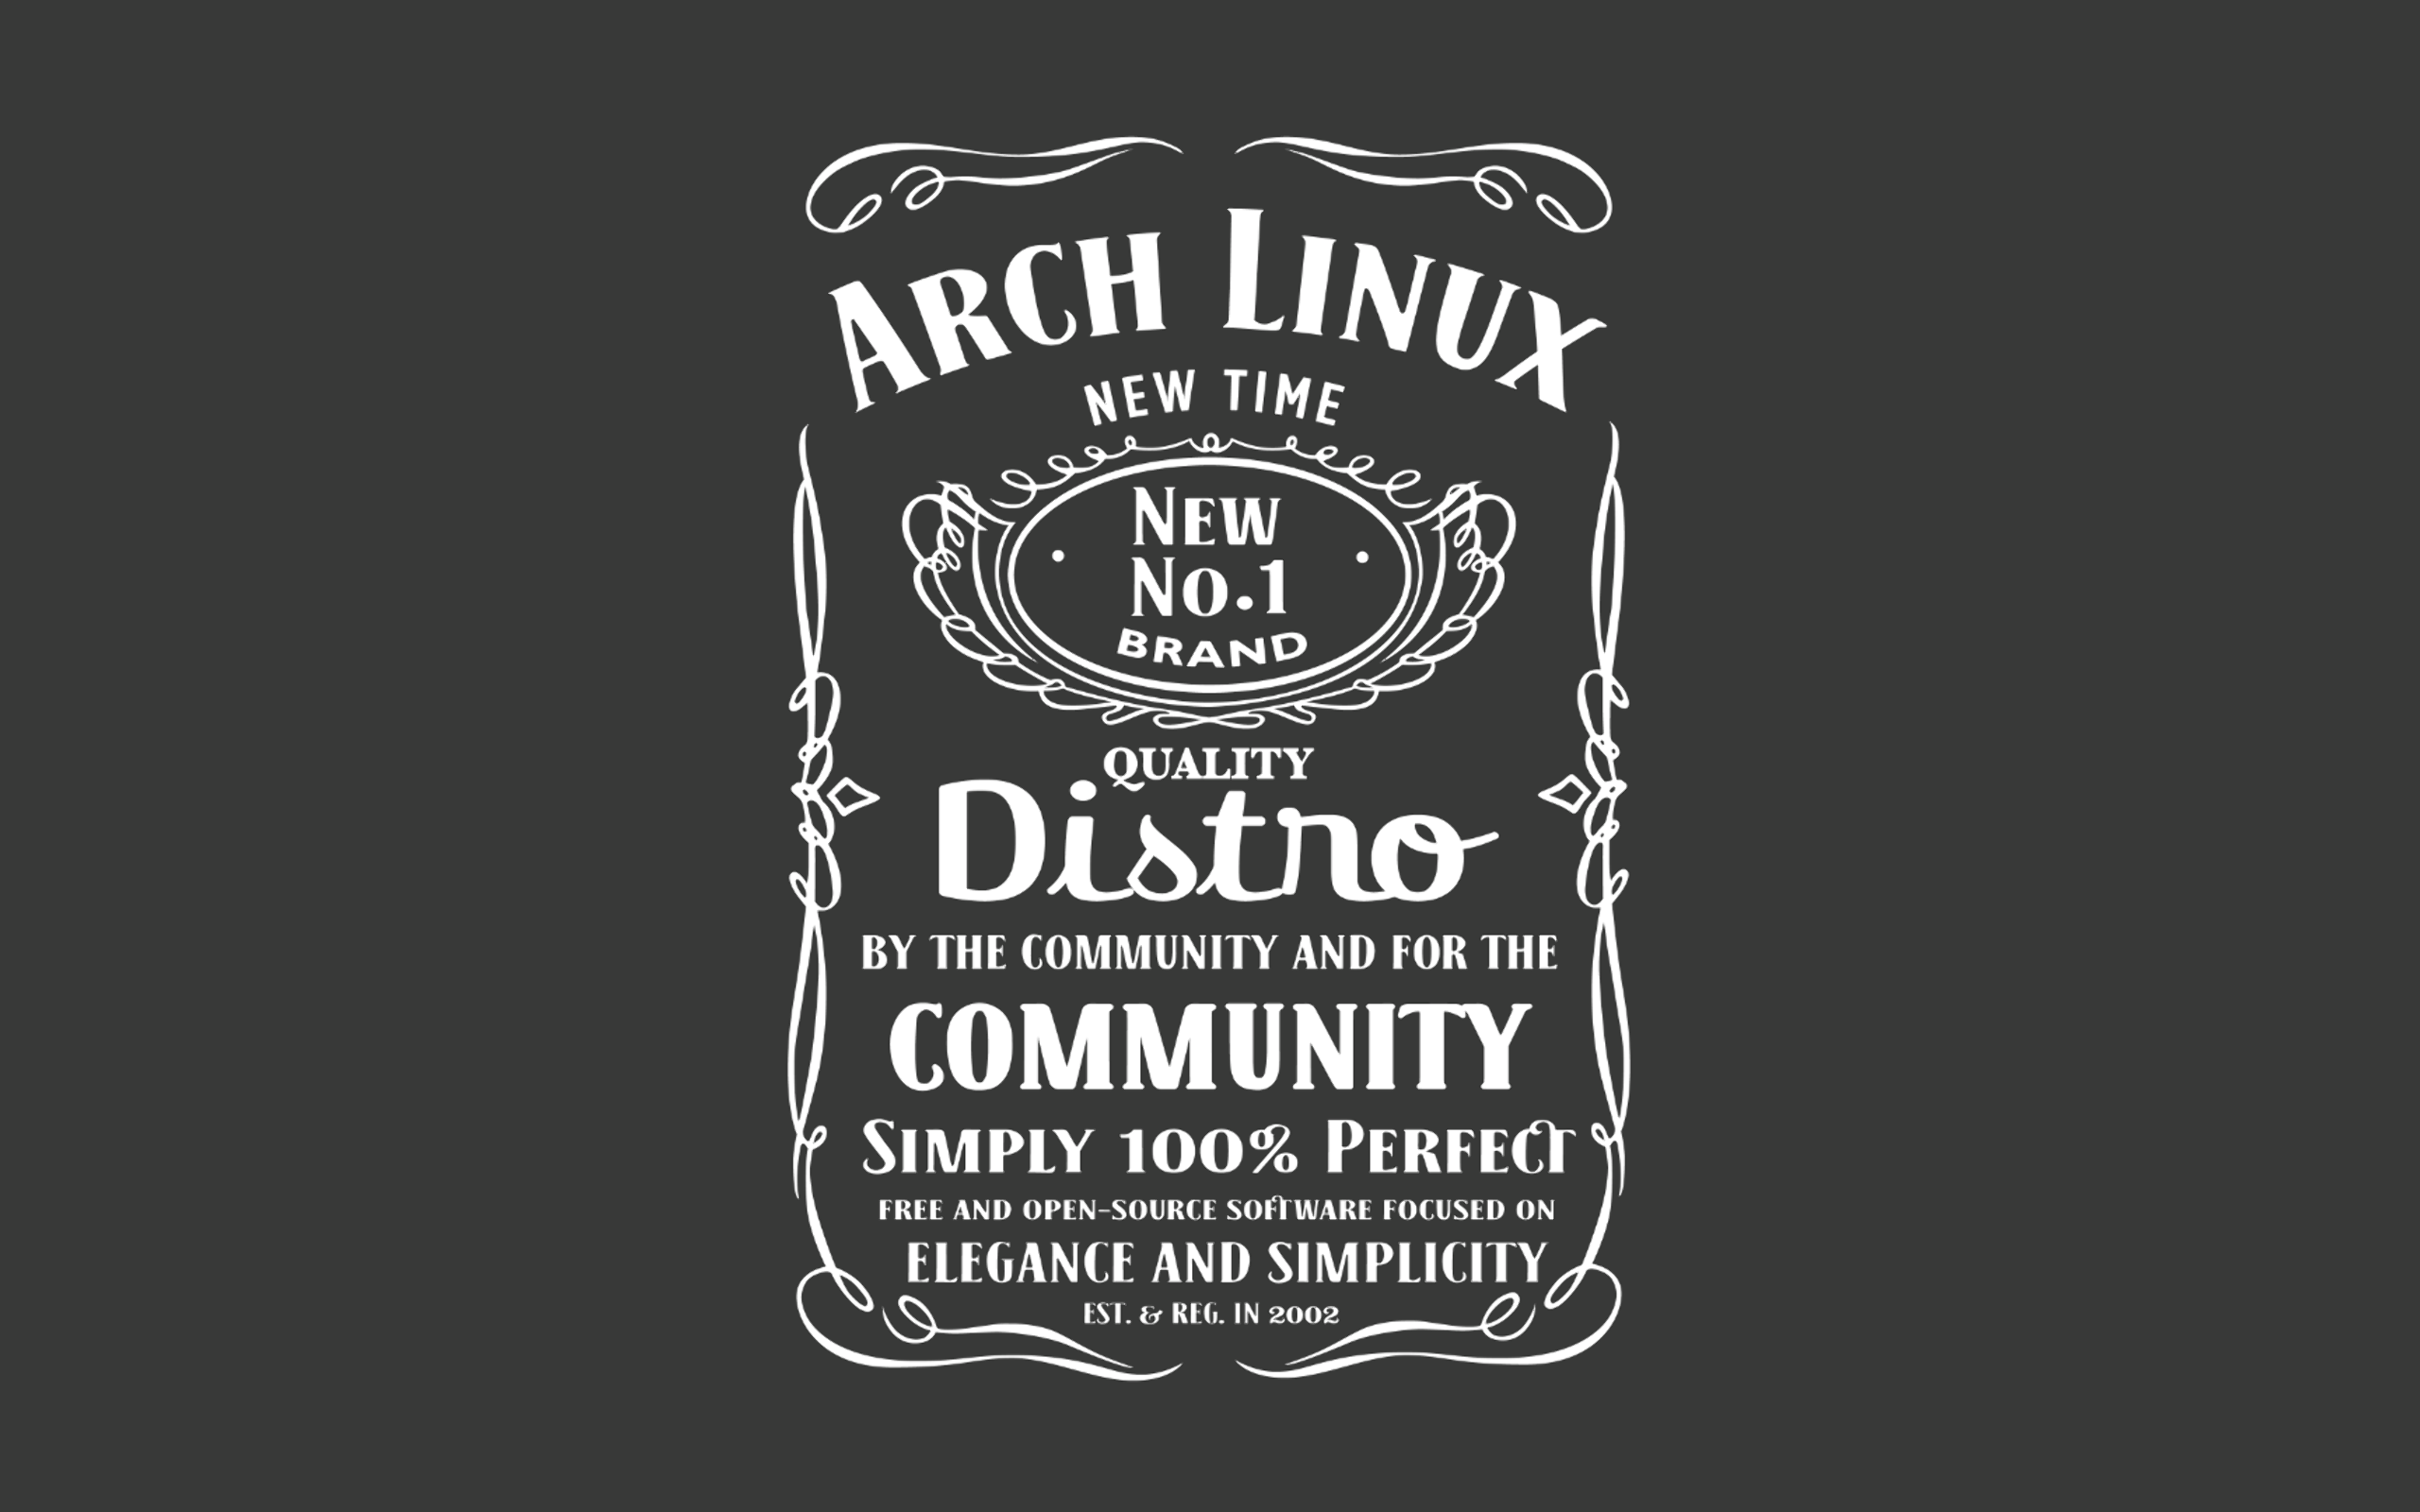 ARCH LINUX
NEW TIME
NEW
No.1
BRAND
QUALITY
Distro
BY THE COMMUNITY AND FOR THE
COMMUNITY
SIMPLY 100% PERFECT
FREE AND OPEN-SOURCE SOFTWARE FOCUSED ON
ELEGANCE AND SIMPLICITY
EST. & REG. IN 2002